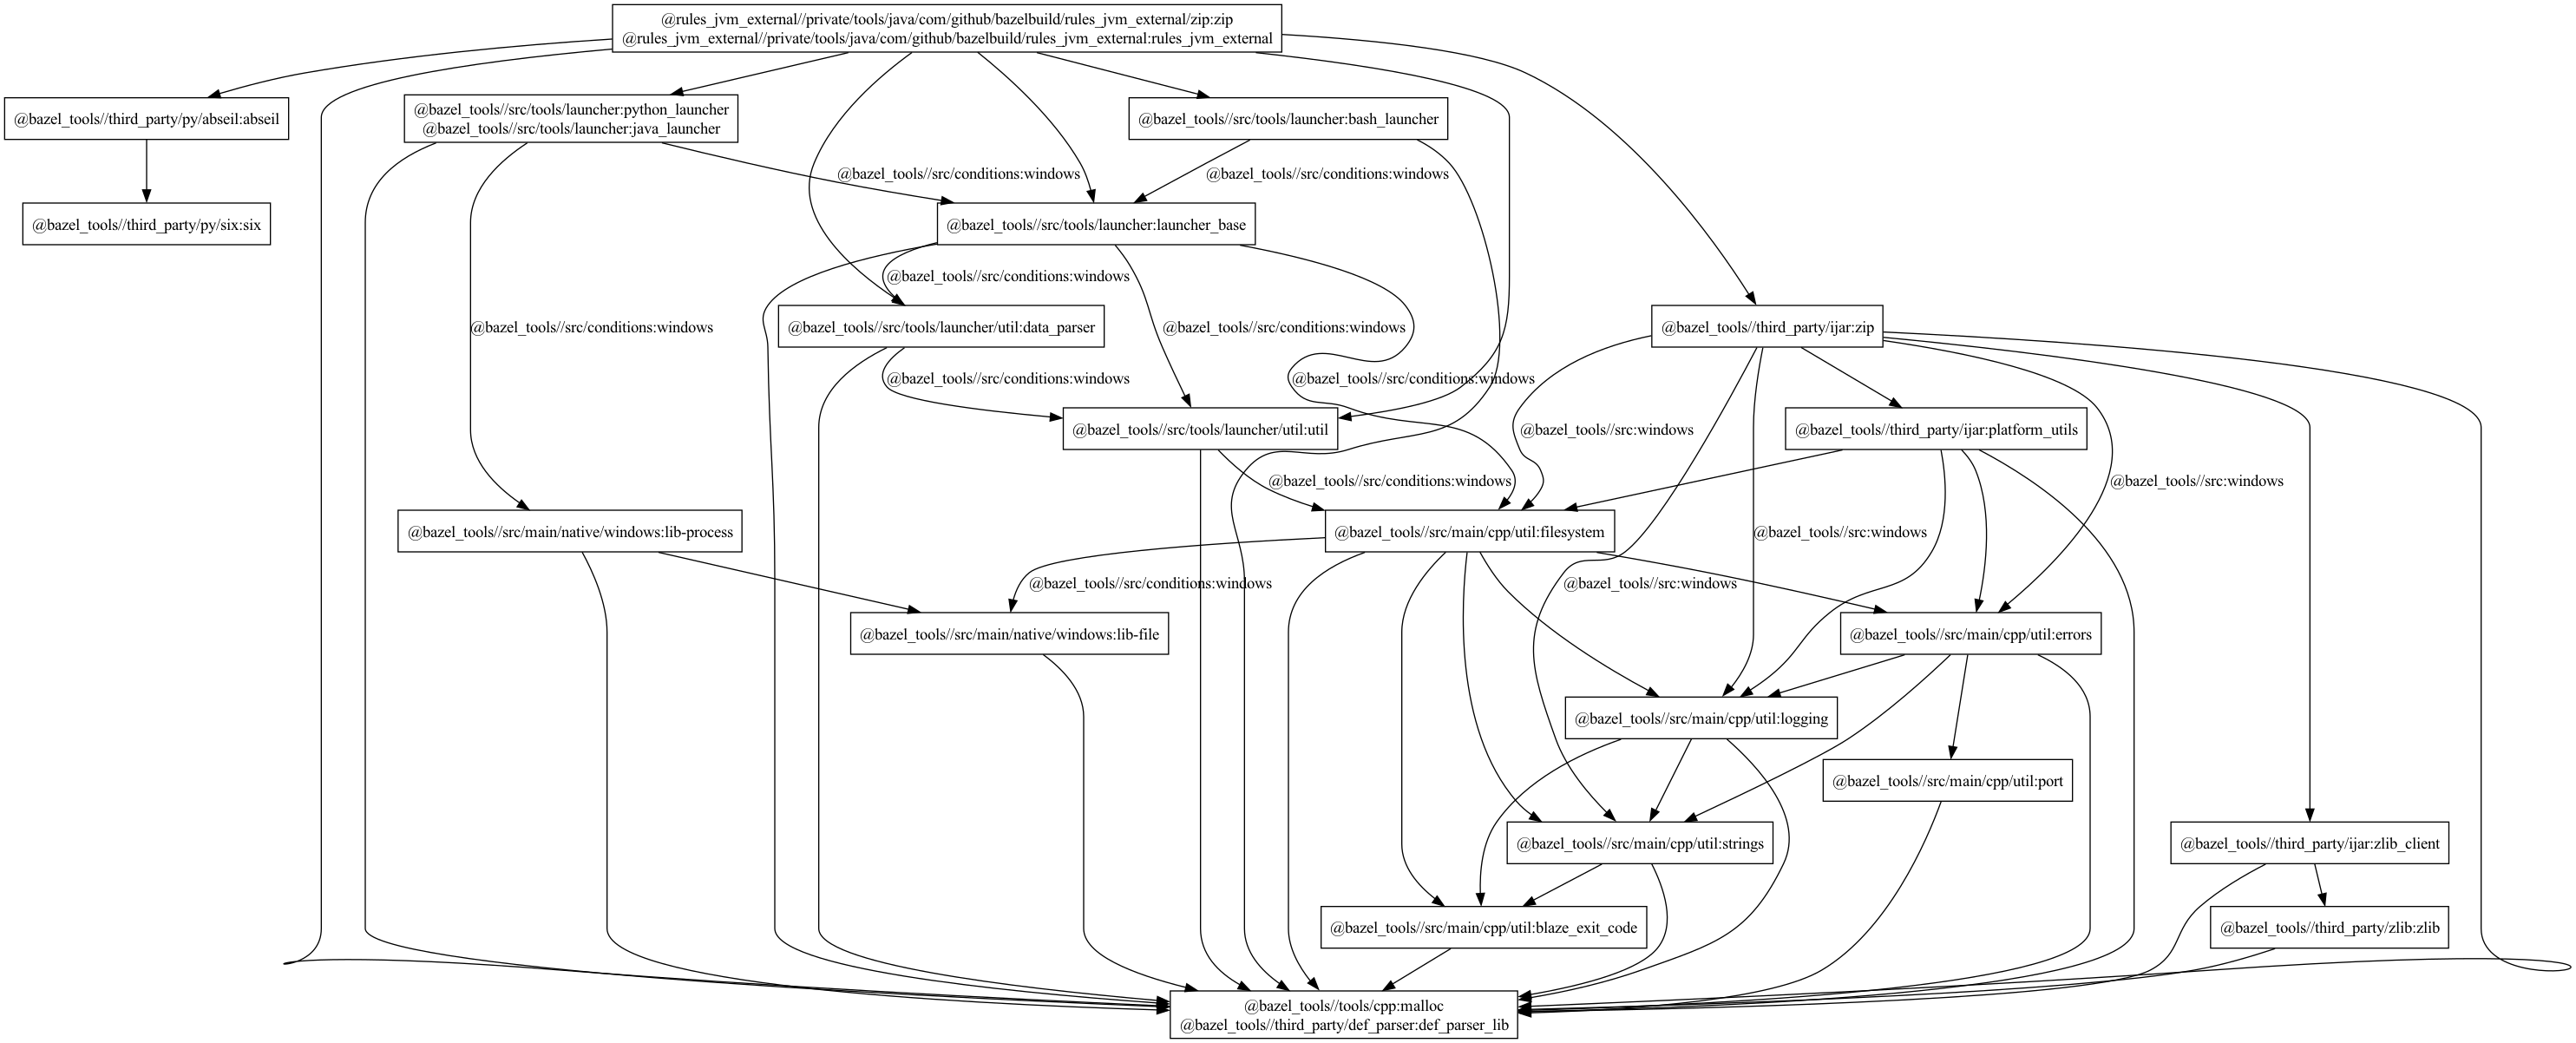 @rules_jvm_external//private/tools/java/com/github/bazelbuild/rules_jvm_external/zip:zip
@rules_jvm_external//private/tools/java/com/github/bazelbuild/rules_jvm_external:rules_jvm_external
@bazel_tools//third_party/py/abseil:abseil
@bazel_tools//src/tools/launcher:python_launcher
@bazel_tools//src/tools/launcher:java_launcher
@bazel_tools//src/tools/launcher:bash_launcher
@bazel_tools//src/conditions:windows
@bazel_tools//src/conditions:windows
@bazel_tools//third_party/py/six:six
@bazel_tools//src/tools/launcher:launcher_base
@bazel_tools//src/conditions:windows
@bazel_tools//src/conditions:windows
@bazel_tools//src/tools/launcher/util:data_parser
@bazel_tools//src/conditions:windows
@bazel_tools//src/conditions:windows
@bazel_tools//third_party/ijar:zip
@bazel_tools//src/conditions:windows
@bazel_tools//src/conditions:windows
@bazel_tools//src/tools/launcher/util:util
@bazel_tools//src:windows
@bazel_tools//third_party/ijar:platform_utils
@bazel_tools//src/conditions:windows
@bazel_tools//src:windows
@bazel_tools//src/main/native/windows:lib-process
@bazel_tools//src/main/cpp/util:filesystem
@bazel_tools//src:windows
@bazel_tools//src/conditions:windows
@bazel_tools//src:windows
@bazel_tools//src/main/native/windows:lib-file
@bazel_tools//src/main/cpp/util:errors
@bazel_tools//src/main/cpp/util:logging
@bazel_tools//src/main/cpp/util:port
@bazel_tools//src/main/cpp/util:strings
@bazel_tools//third_party/ijar:zlib_client
@bazel_tools//src/main/cpp/util:blaze_exit_code
@bazel_tools//third_party/zlib:zlib
@bazel_tools//tools/cpp:malloc
@bazel_tools//third_party/def_parser:def_parser_lib